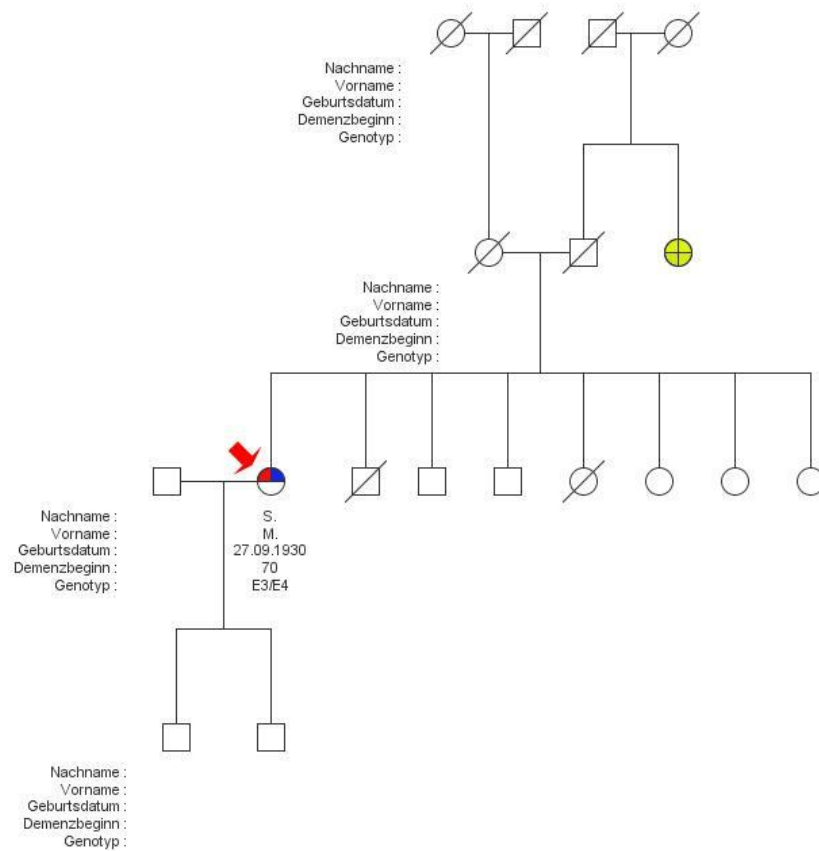 Nachname :
Vorname :
Geburtsdatum :
Demenzbeginn :
Genotyp :
Nachname :
Vorname :
Geburtsdatum :
Demenzbeginn :
Genotyp :
Nachname : S.
Vorname : M.
Geburtsdatum : 27.09.1930
Demenzbeginn : 70
Genotyp : E3/E4
Nachname :
Vorname :
Geburtsdatum :
Demenzbeginn :
Genotyp :